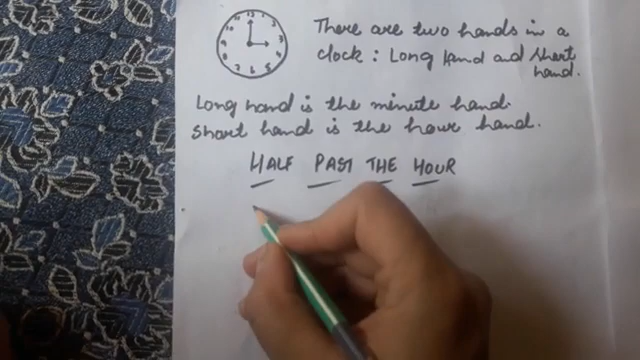 There are two hands in a
clock : Long hand and short
hand.
Long hand is the minute hand.
Short hand is the hour hand.
HALF PAST THE HOUR